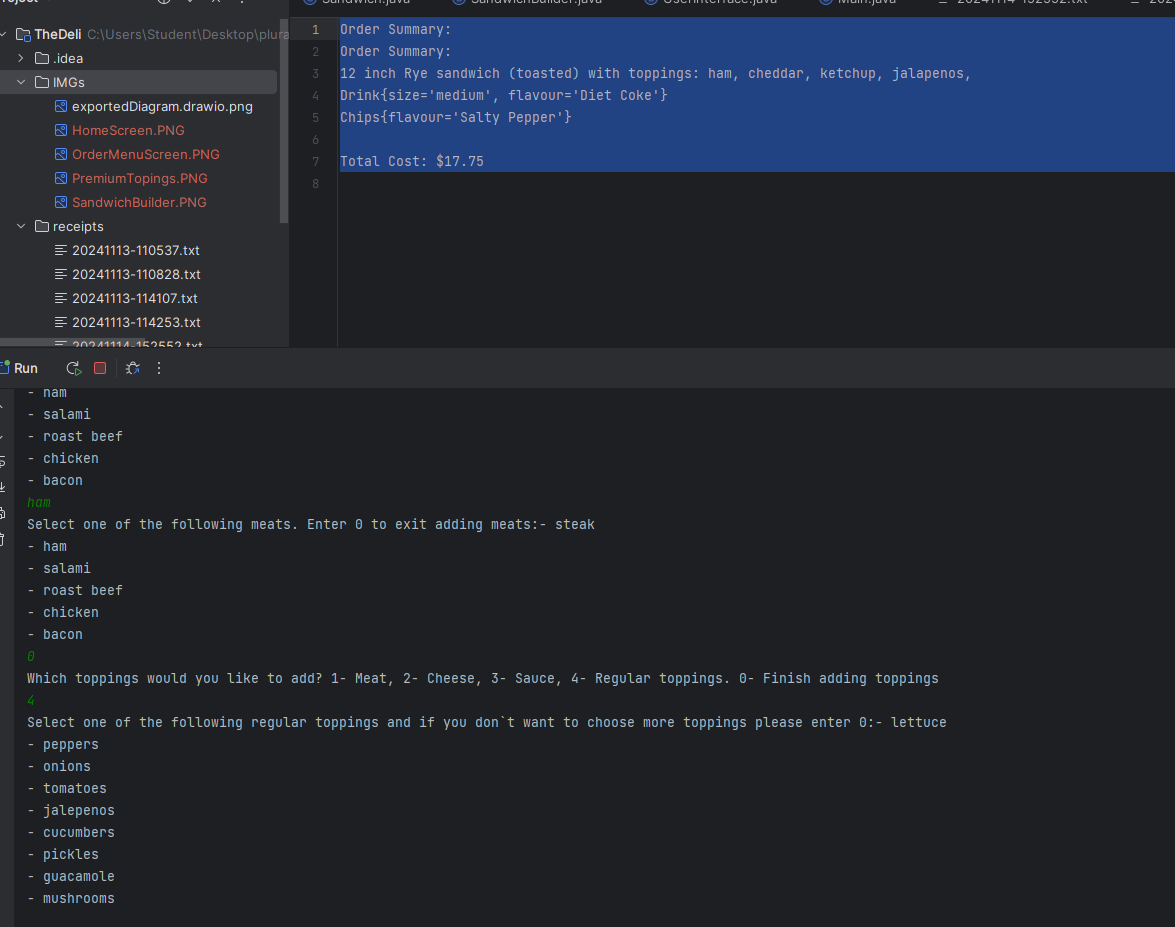 Sandwich.java SandwichBuilder.java UserInterface.java Main.java 20241114-152552.txt
TheDeli C:\Users\Student\Desktop\plura
.idea
IMGs
exportedDiagram.drawio.png
HomeScreen.PNG
OrderMenuScreen.PNG
PremiumTopings.PNG
SandwichBuilder.PNG
receipts
20241113-110537.txt
20241113-110828.txt
20241113-114107.txt
20241113-114253.txt
20241114-152552.txt
1 Order Summary:
2 Order Summary:
3 12 inch Rye sandwich (toasted) with toppings: ham, cheddar, ketchup, jalapenos,
4 Drink{size='medium', flavour='Diet Coke'}
5 Chips{flavour='Salty Pepper'}
6
7 Total Cost: $17.75
8
Run
- ham
- salami
- roast beef
- chicken
- bacon
ham
Select one of the following meats. Enter 0 to exit adding meats:- steak
- ham
- salami
- roast beef
- chicken
- bacon
0
Which toppings would you like to add? 1- Meat, 2- Cheese, 3- Sauce, 4- Regular toppings. 0- Finish adding toppings
4
Select one of the following regular toppings and if you don`t want to choose more toppings please enter 0:- lettuce
- peppers
- onions
- tomatoes
- jalepenos
- cucumbers
- pickles
- guacamole
- mushrooms